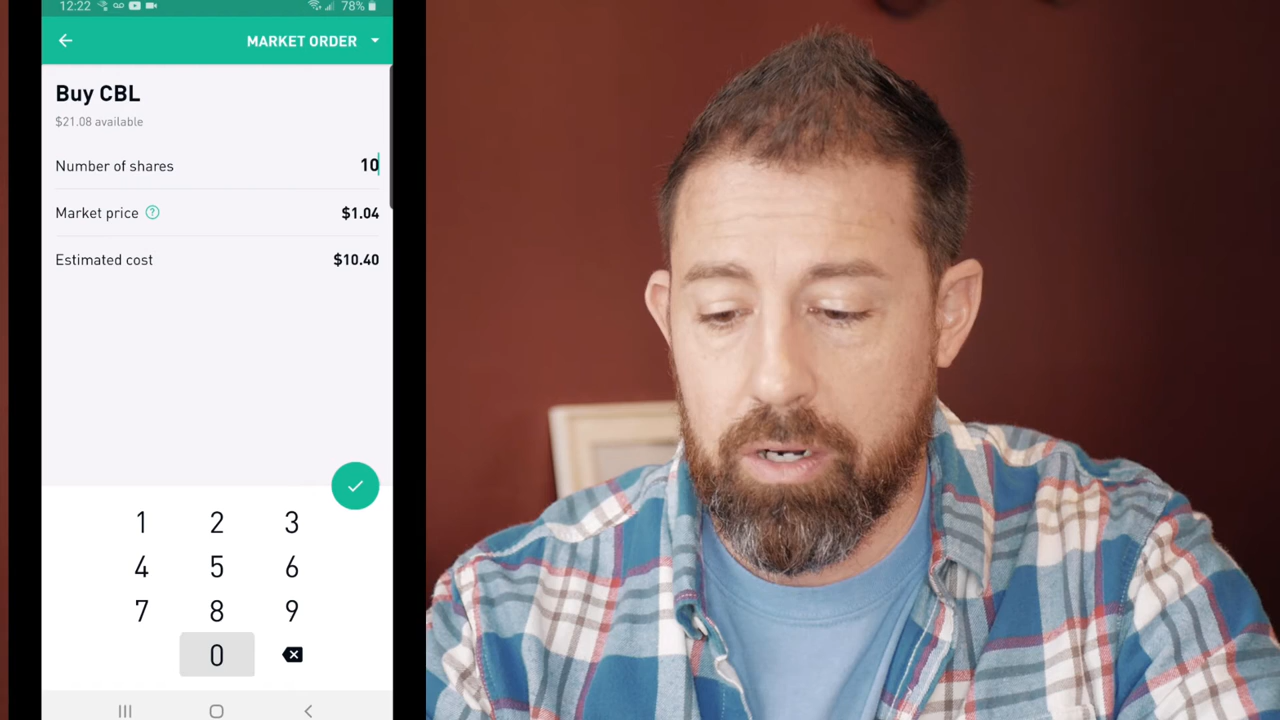 12:22 78%
MARKET ORDER
Buy CBL
$21.08 available
Number of shares 10
Market price ? $1.04
Estimated cost $10.40
1 2 3
4 5 6
7 8 9
0